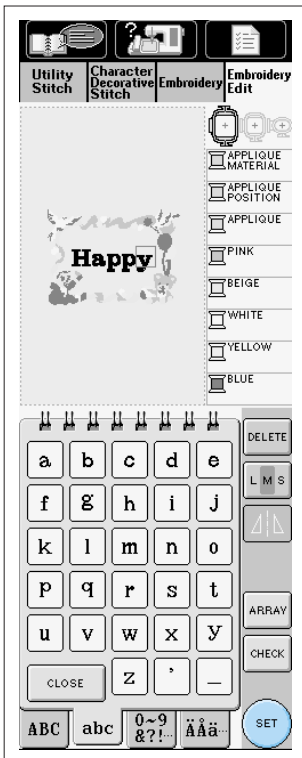 Utility
Stitch
Character
Decorative
Stitch
Embroidery
Embroidery
Edit
APPLIQUE
MATERIAL
APPLIQUE
POSITION
APPLIQUE
PINK
BEIGE
WHITE
YELLOW
BLUE
Happy
a b c d e
f g h i j
k l m n o
p q r s t
u v w x y
CLOSE z ' _
ABC abc 0~9 &?!... ÄÅä...
DELETE
L M S
ARRAY
CHECK
SET